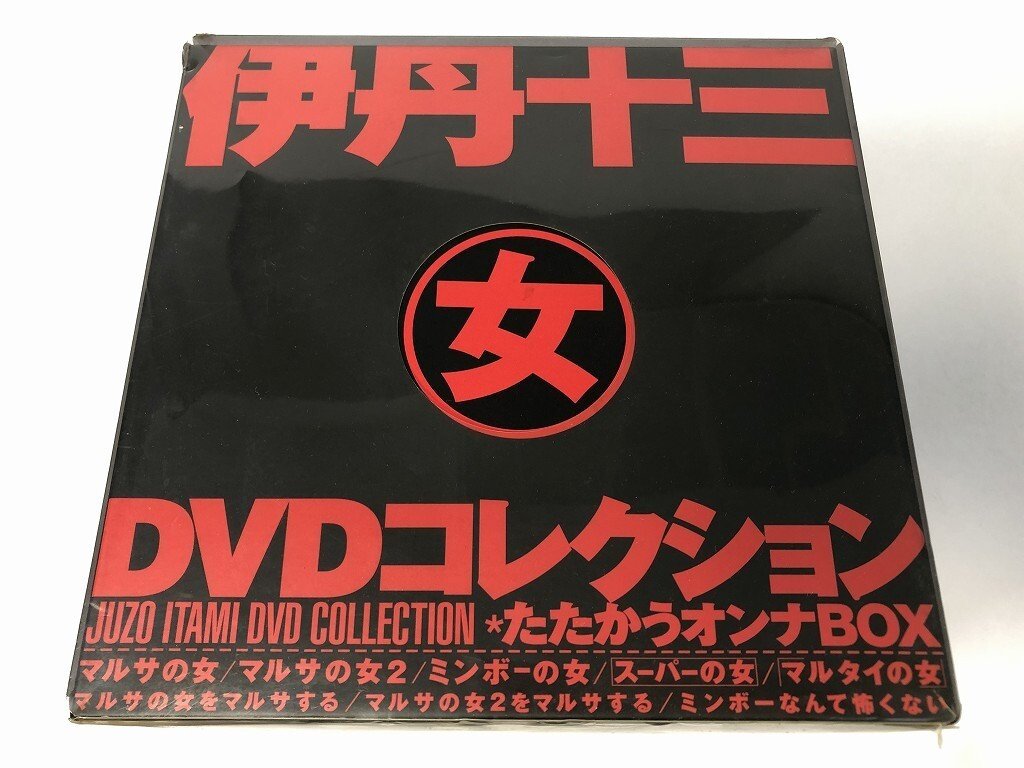 伊丹十三
女
DVDコレクション
JUZO ITAMI DVD COLLECTION *たたかうオンナBOX
マルサの女/マルサの女2/ミンボーの女/スーパーの女/マルタイの女
マルサの女をマルサする/マルサの女2をマルサする/ミンボーなんて怖くない